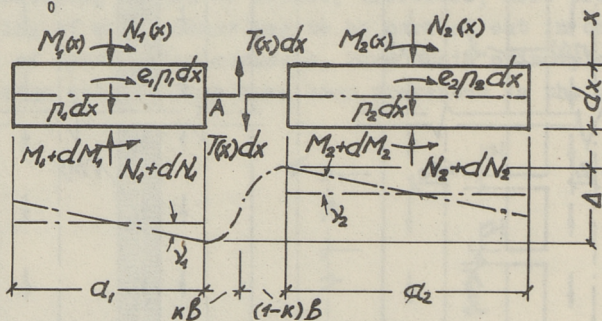 M₁(x) N₁(x) T(x)dx M₂(x) N₂(x) x
e₁p₁dx e₂p₂dx
p₁dx A p₂dx dx
M₁+dM₁ T(x)dx M₂+dM₂
N₁+dN₁ N₂+dN₂
γ₁ γ₂ Δ
a₁ a₂
κβ (1-κ)β